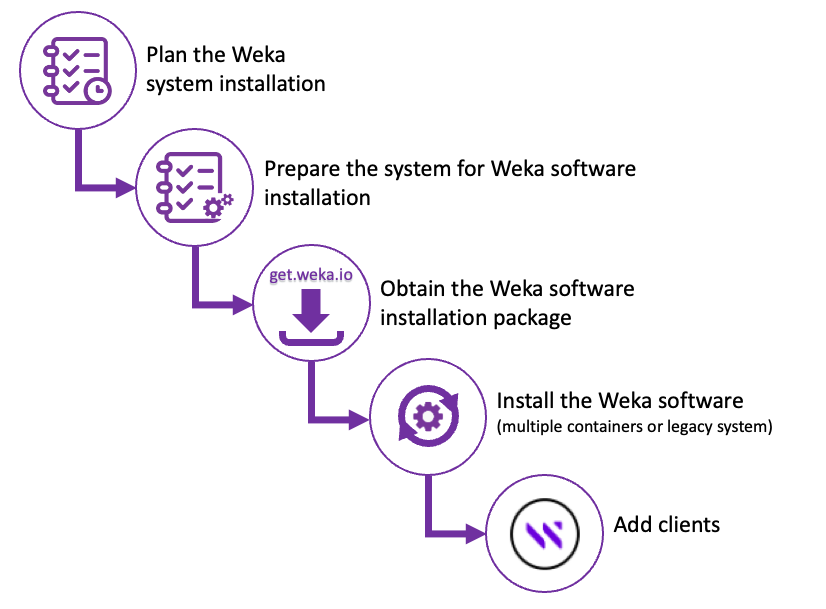 Plan the Weka
system installation
Prepare the system for Weka software
installation
get.weka.io
Obtain the Weka software
installation package
Install the Weka software
(multiple containers or legacy system)
Add clients